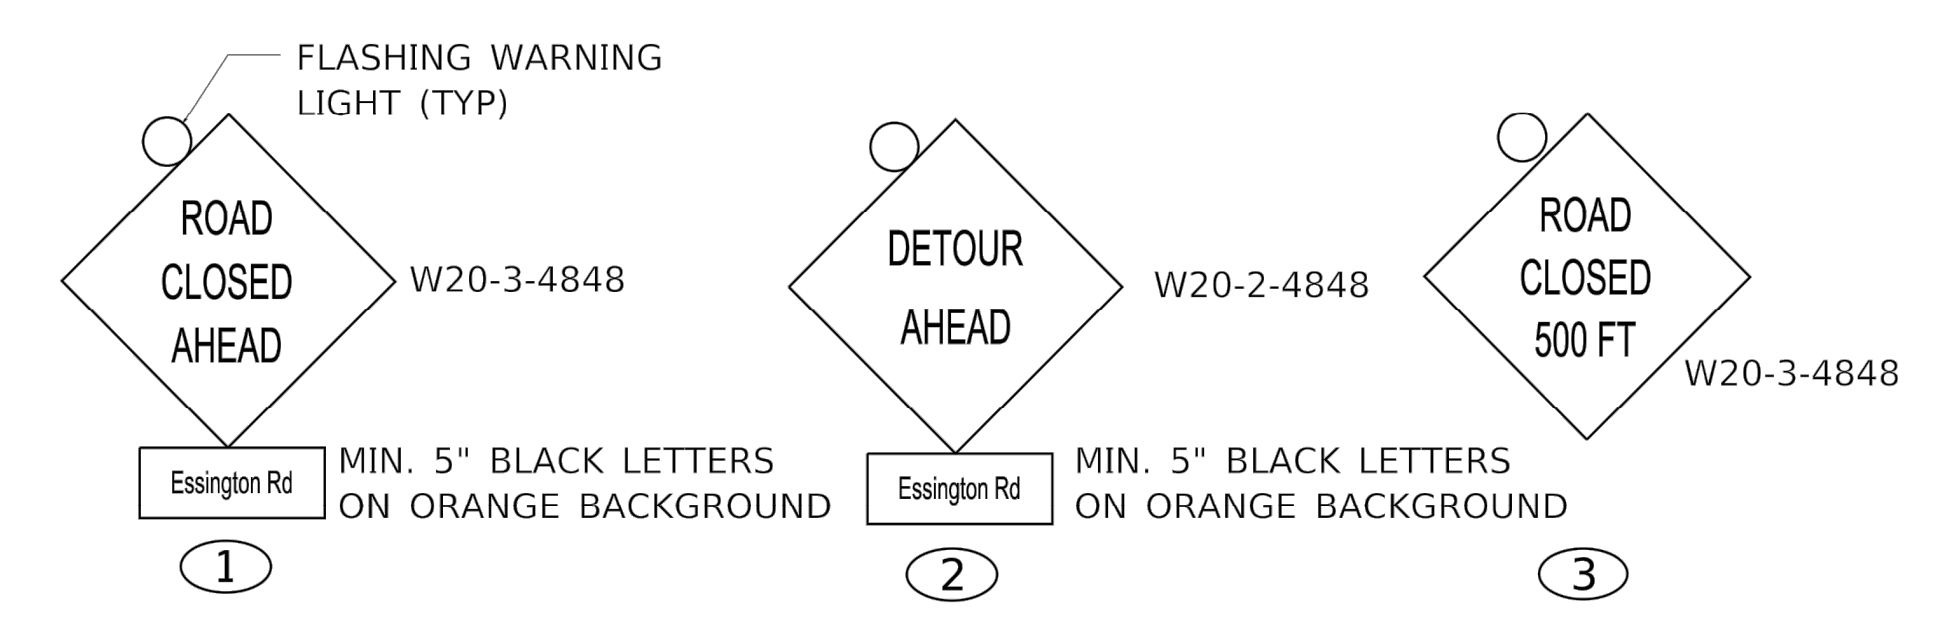 FLASHING WARNING
LIGHT (TYP)
ROAD
CLOSED
AHEAD
W20-3-4848
Essington Rd
MIN. 5" BLACK LETTERS
ON ORANGE BACKGROUND
1
DETOUR
AHEAD
W20-2-4848
Essington Rd
MIN. 5" BLACK LETTERS
ON ORANGE BACKGROUND
2
ROAD
CLOSED
500 FT
W20-3-4848
3